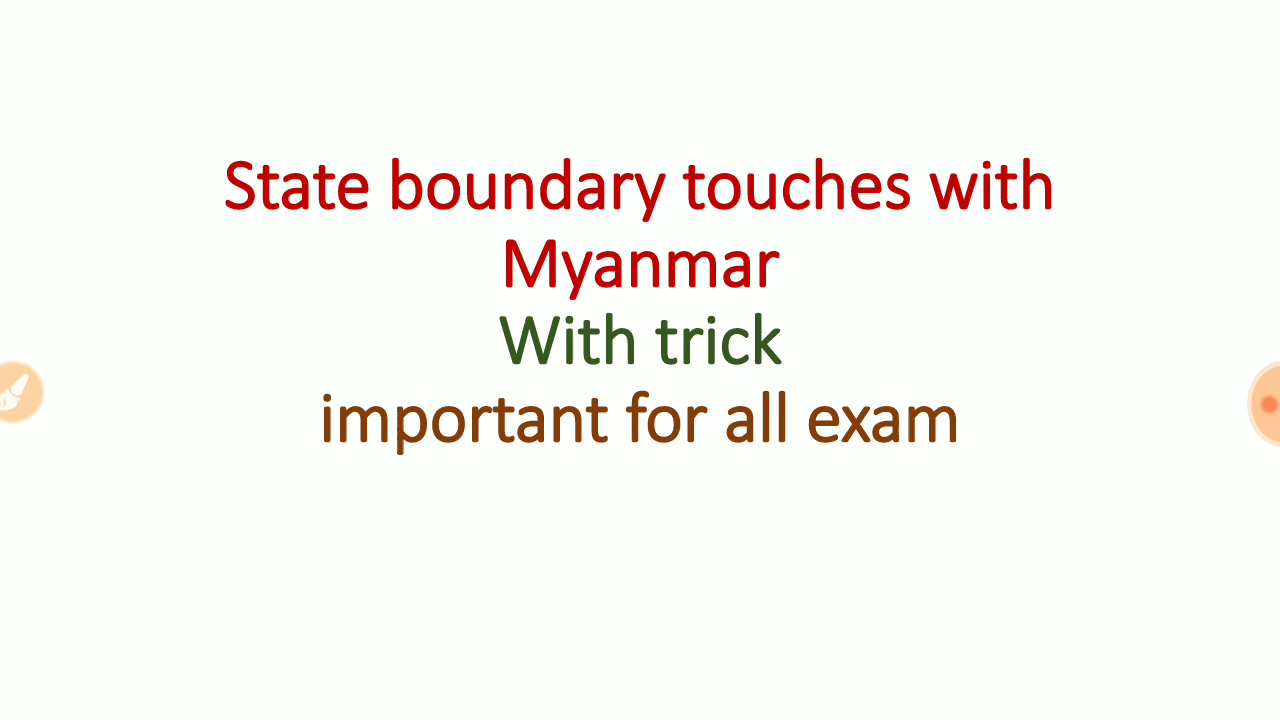 State boundary touches with
Myanmar
With trick
important for all exam